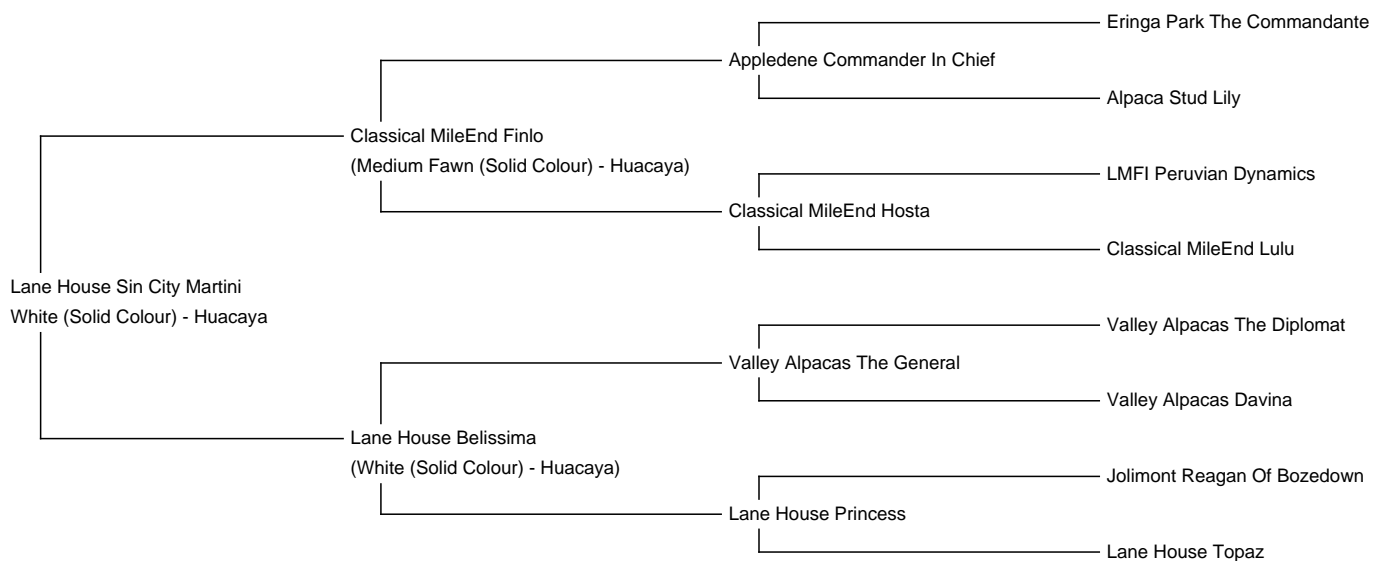 Eringa Park The Commandante
Appledene Commander In Chief
Alpaca Stud Lily
Classical MileEnd Finlo
(Medium Fawn (Solid Colour) - Huacaya)
LMFI Peruvian Dynamics
Classical MileEnd Hosta
Classical MileEnd Lulu
Lane House Sin City Martini
White (Solid Colour) - Huacaya
Valley Alpacas The Diplomat
Valley Alpacas The General
Valley Alpacas Davina
Lane House Belissima
(White (Solid Colour) - Huacaya)
Jolimont Reagan Of Bozedown
Lane House Princess
Lane House Topaz